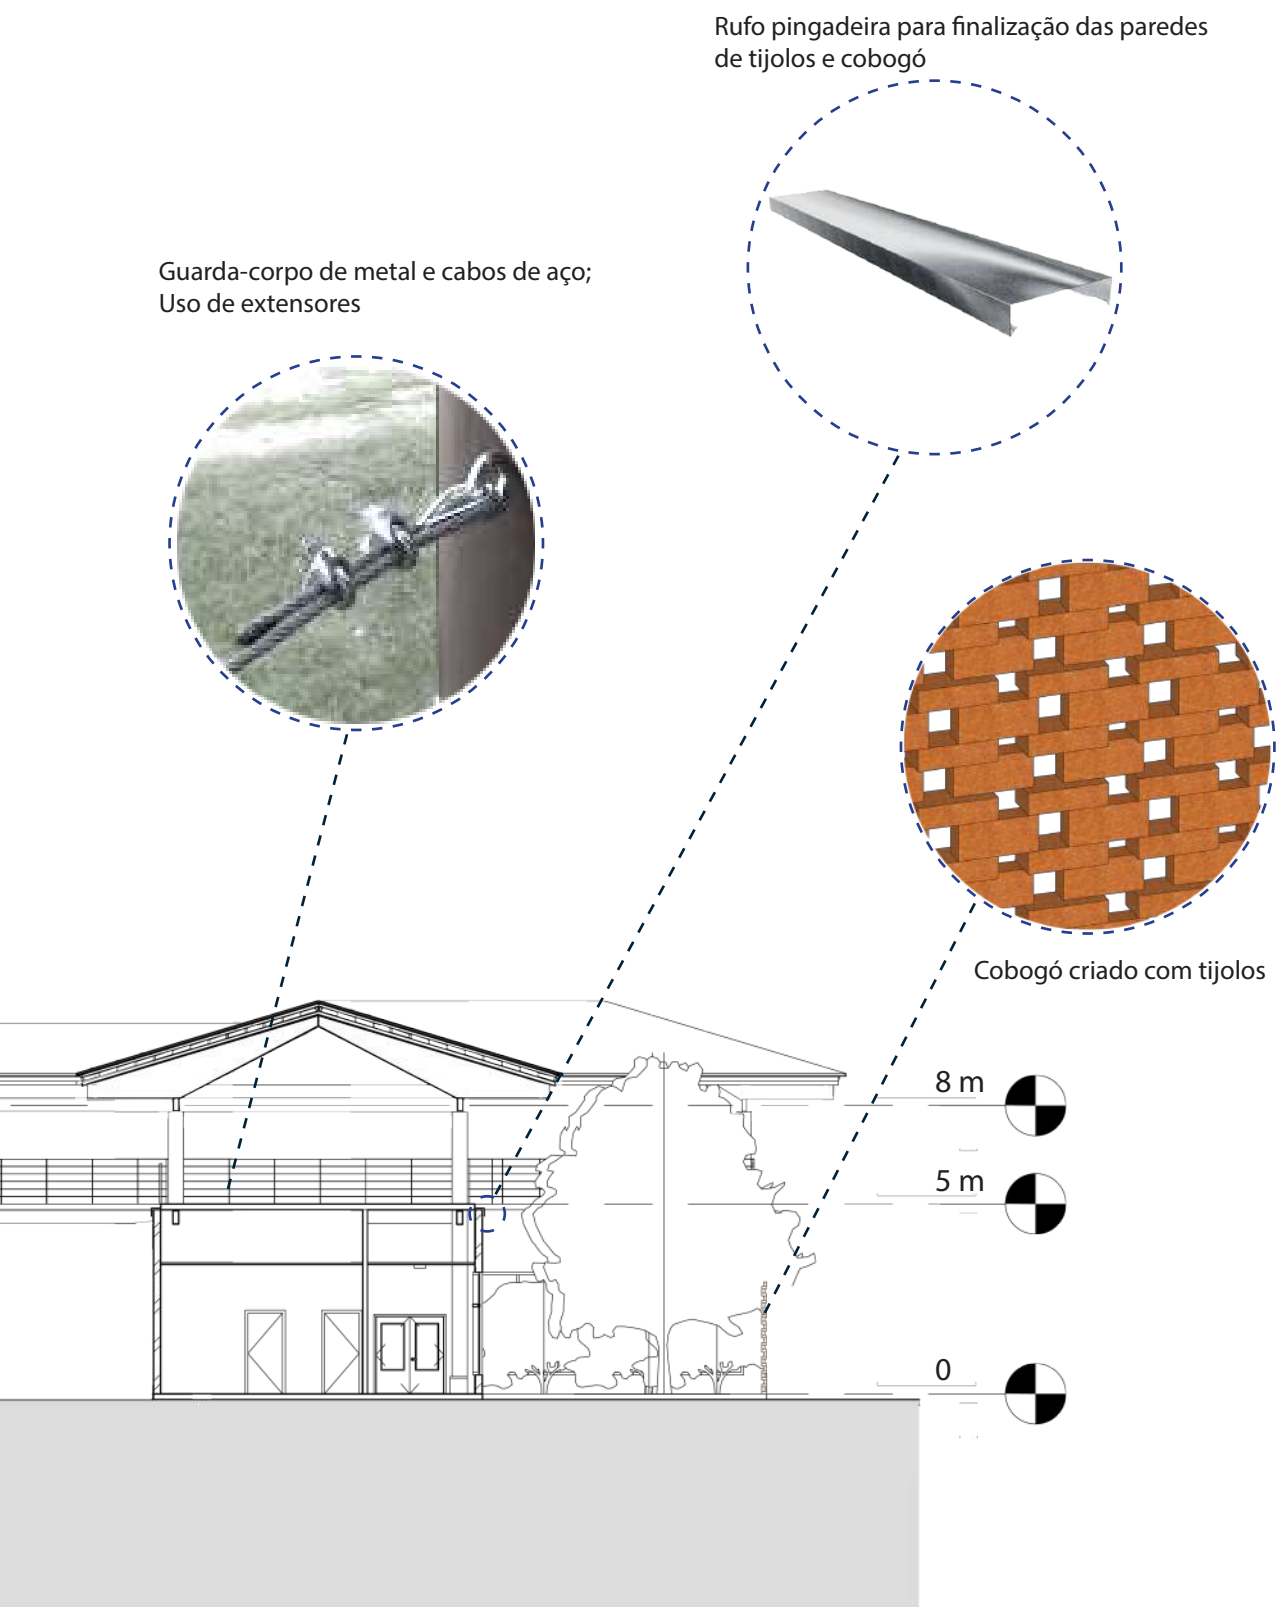 Rufo pingadeira para finalização das paredes
de tijolos e cobogó
Guarda-corpo de metal e cabos de aço;
Uso de extensores
Cobogó criado com tijolos
8 m
5 m
0